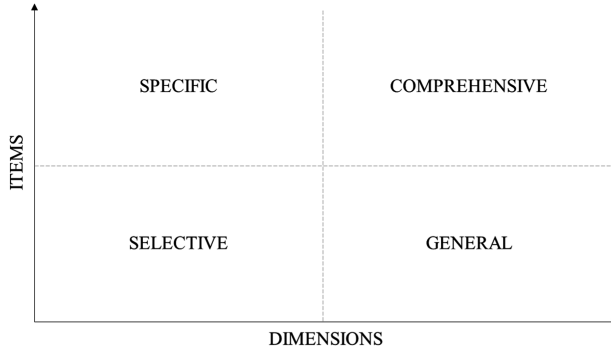 SPECIFIC
COMPREHENSIVE
ITEMS
SELECTIVE
GENERAL
DIMENSIONS